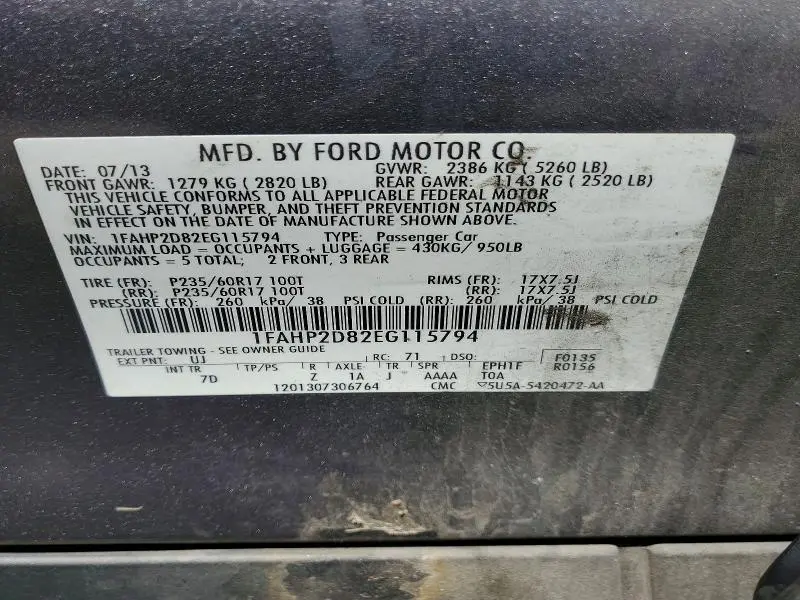 MFD. BY FORD MOTOR CO.
DATE: 07/13 GVWR: 2386 KG ( 5260 LB)
FRONT GAWR: 1279 KG ( 2820 LB) REAR GAWR: 1143 KG ( 2520 LB)
THIS VEHICLE CONFORMS TO ALL APPLICABLE FEDERAL MOTOR
VEHICLE SAFETY, BUMPER, AND THEFT PREVENTION STANDARDS
IN EFFECT ON THE DATE OF MANUFACTURE SHOWN ABOVE.
VIN: 1FAHP2D82EG115794 TYPE: Passenger Car
MAXIMUM LOAD = OCCUPANTS + LUGGAGE = 430KG/ 950LB
OCCUPANTS = 5 TOTAL; 2 FRONT, 3 REAR
TIRE (FR): P235/60R17 100T RIMS (FR): 17X7.5J
(RR): P235/60R17 100T (RR): 17X7.5J
PRESSURE (FR): 260 kPa/ 38 PSI COLD (RR): 260 kPa/ 38 PSI COLD
1FAHP2D82EG115794
TRAILER TOWING - SEE OWNER GUIDE
EXT PNT: UJ RC: 71 DSO: F0135
R0156
INT TR TP/PS R AXLE TR SPR EPH1F
7D Z 1A J AAAA T0A
1201307306764 CMC 5U5A-5420472-AA